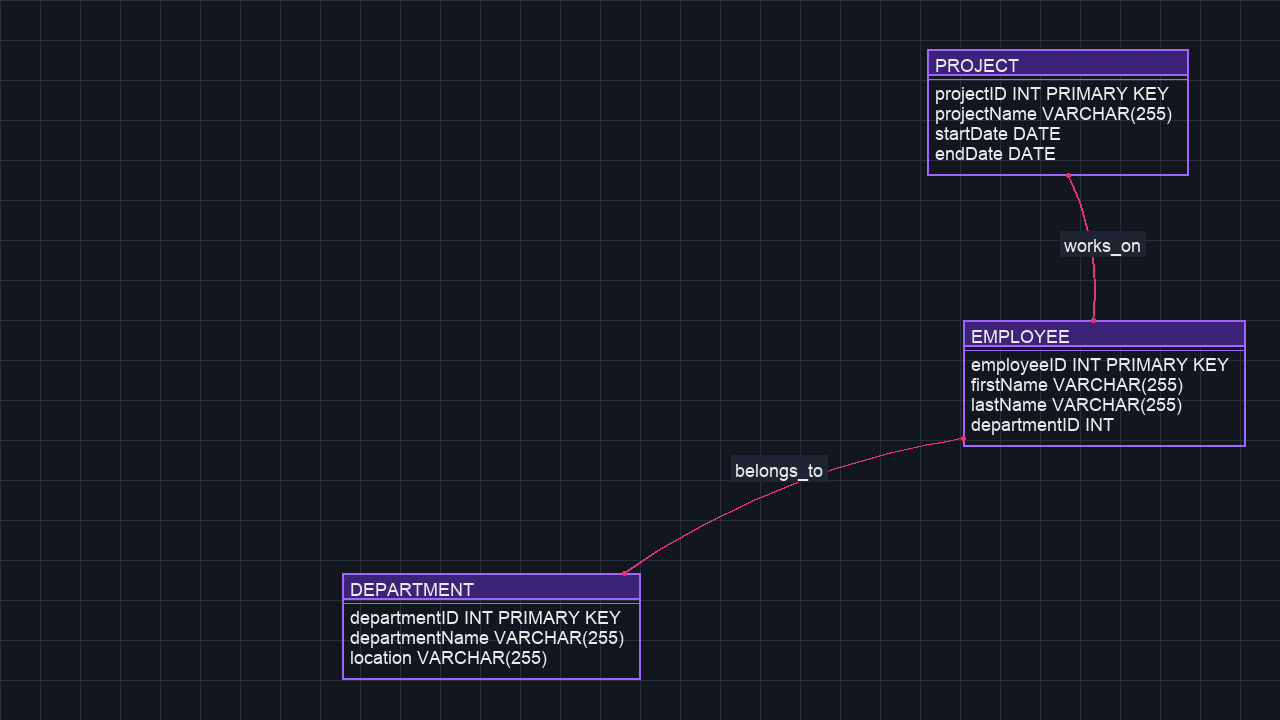 PROJECT
projectID INT PRIMARY KEY
projectName VARCHAR(255)
startDate DATE
endDate DATE
works_on
EMPLOYEE
employeeID INT PRIMARY KEY
firstName VARCHAR(255)
lastName VARCHAR(255)
departmentID INT
belongs_to
DEPARTMENT
departmentID INT PRIMARY KEY
departmentName VARCHAR(255)
location VARCHAR(255)